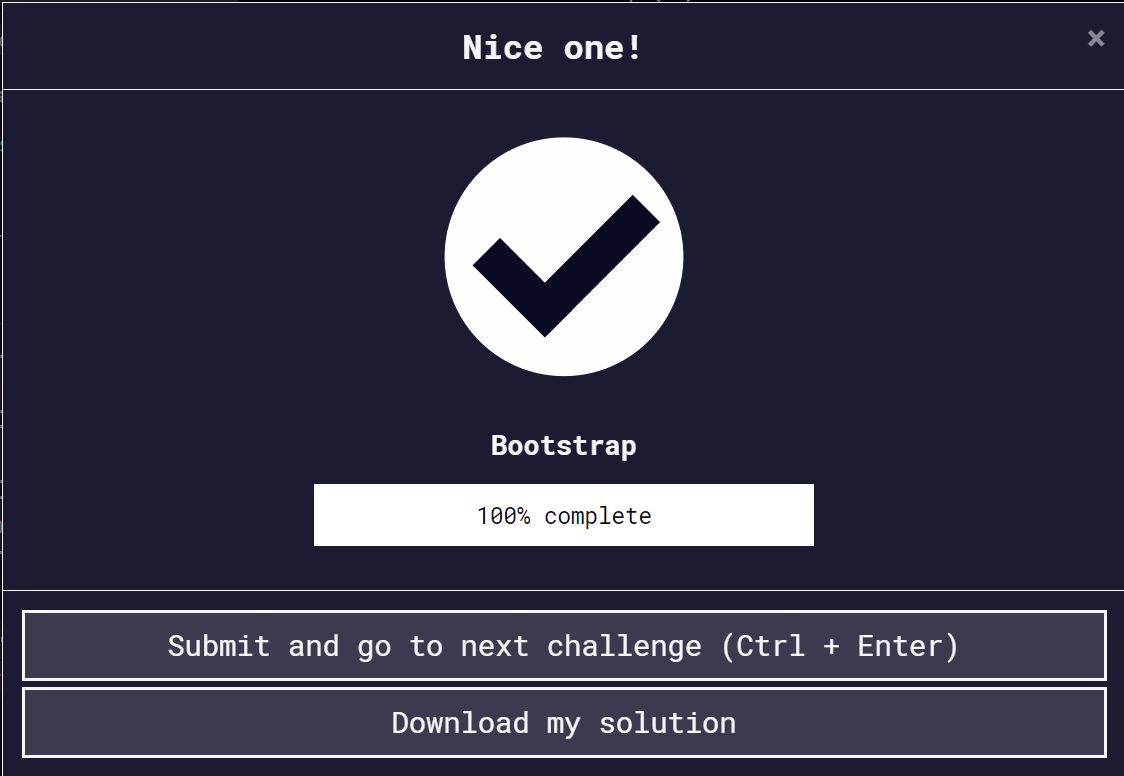 Nice one!
×
Bootstrap
100% complete
Submit and go to next challenge (Ctrl + Enter)
Download my solution